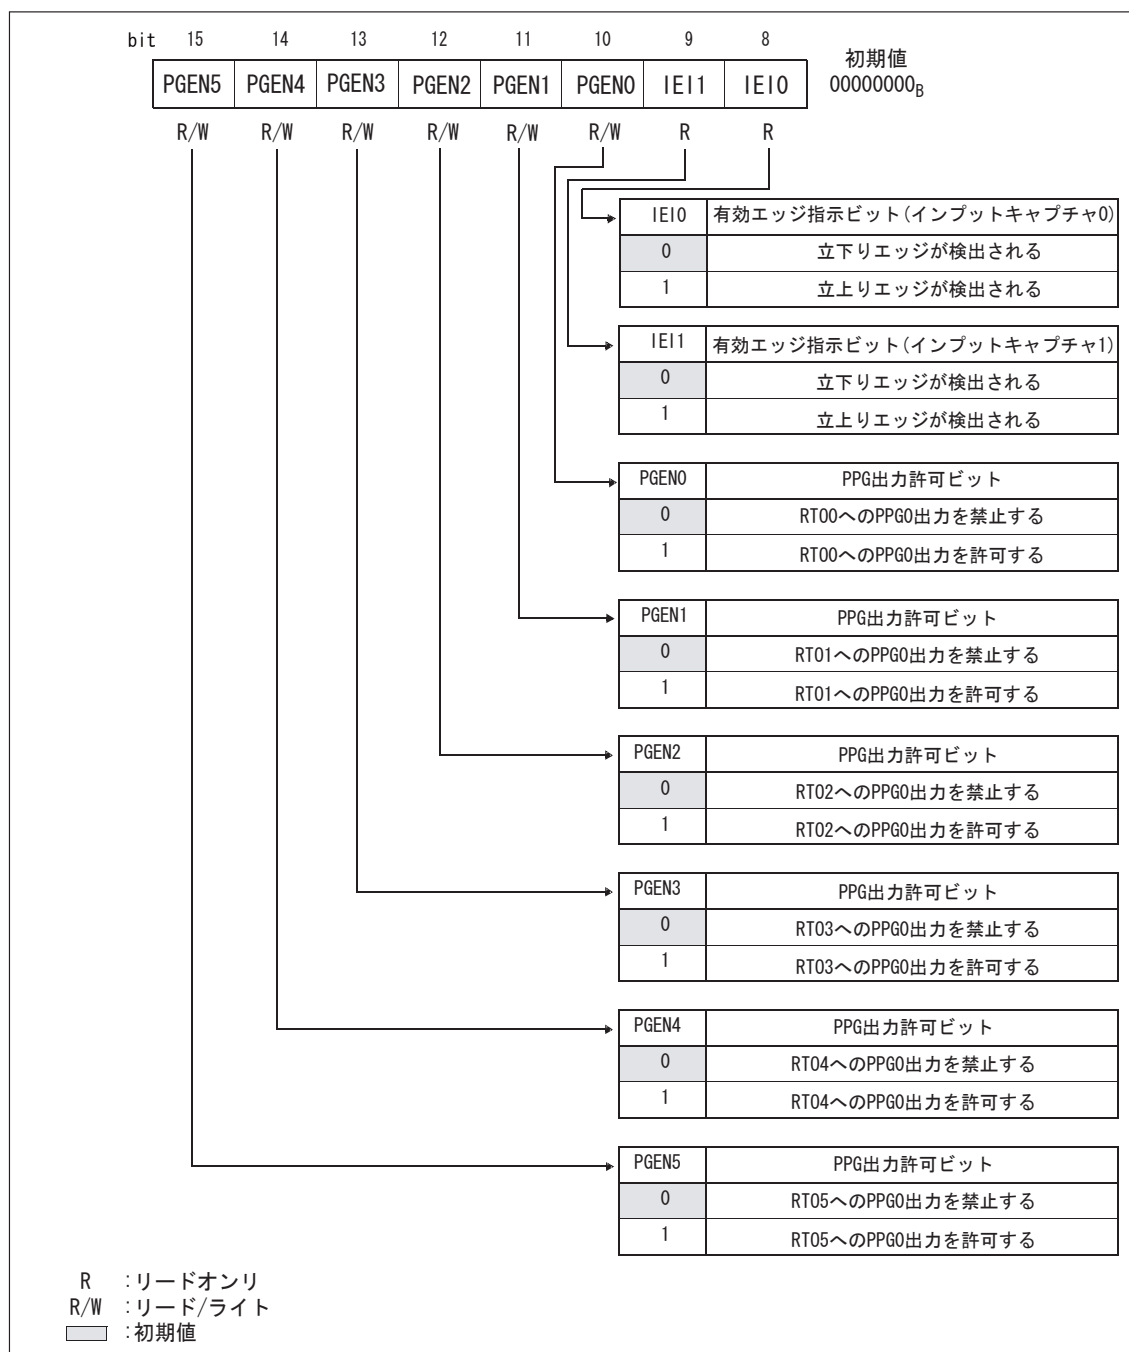 bit 15 14 13 12 11 10 9 8
PGEN5 PGEN4 PGEN3 PGEN2 PGEN1 PGEN0 IEI1 IEI0
初期値
00000000B
R/W R/W R/W R/W R/W R/W R R
IEI0 有効エッジ指示ビット(インプットキャプチャ0)
0 立下りエッジが検出される
1 立上りエッジが検出される
IEI1 有効エッジ指示ビット(インプットキャプチャ1)
0 立下りエッジが検出される
1 立上りエッジが検出される
PGEN0 PPG出力許可ビット
0 RTO0へのPPG0出力を禁止する
1 RTO0へのPPG0出力を許可する
PGEN1 PPG出力許可ビット
0 RTO1へのPPG0出力を禁止する
1 RTO1へのPPG0出力を許可する
PGEN2 PPG出力許可ビット
0 RTO2へのPPG0出力を禁止する
1 RTO2へのPPG0出力を許可する
PGEN3 PPG出力許可ビット
0 RTO3へのPPG0出力を禁止する
1 RTO3へのPPG0出力を許可する
PGEN4 PPG出力許可ビット
0 RTO4へのPPG0出力を禁止する
1 RTO4へのPPG0出力を許可する
PGEN5 PPG出力許可ビット
0 RTO5へのPPG0出力を禁止する
1 RTO5へのPPG0出力を許可する
R :リードオンリ
R/W :リード/ライト
:初期値